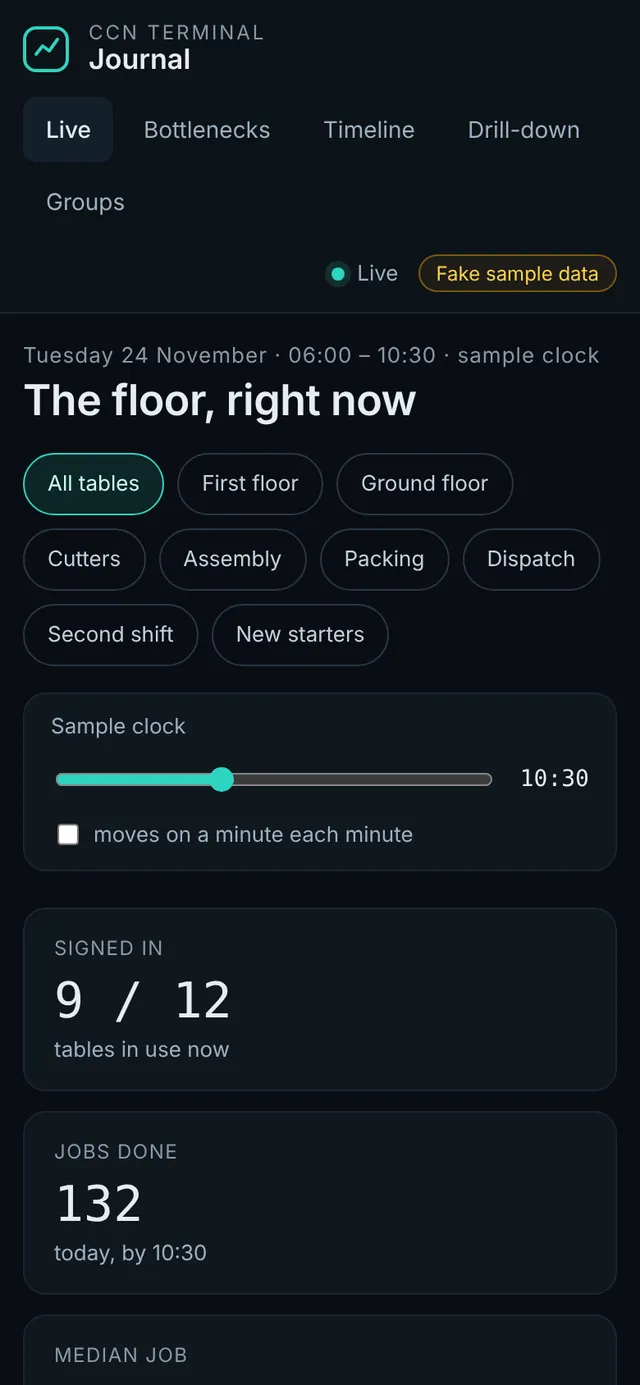 CCN TERMINAL
Journal
Live
Bottlenecks
Timeline
Drill-down
Groups
Live
Fake sample data
Tuesday 24 November · 06:00 – 10:30 · sample clock
The floor, right now
All tables
First floor
Ground floor
Cutters
Assembly
Packing
Dispatch
Second shift
New starters
Sample clock
10:30
moves on a minute each minute
SIGNED IN
9 / 12
tables in use now
JOBS DONE
132
today, by 10:30
MEDIAN JOB